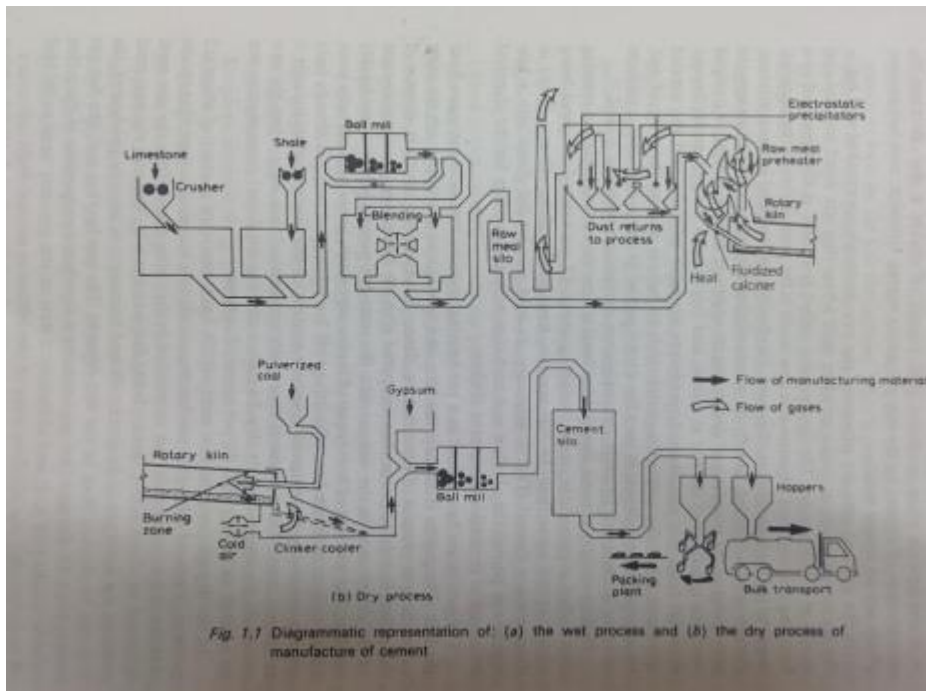 Electrostatic
precipitators
Ball mill
Shale
Limestone
Crusher
Raw meal
preheater
Rotary
kiln
Blending
Raw
meal
silo
Dust returns
to process
Heat
Fluidized
calciner
Pulverized
coal
Gypsum
Flow of manufacturing material
Flow of gases
Cement
silo
Rotary kiln
Ball mill
Hoppers
Burning
zone
Cold
air
Clinker cooler
Packing
plant
Bulk transport
(b) Dry process
Fig. 1.1 Diagrammatic representation of: (a) the wet process and (b) the dry process of
manufacture of cement